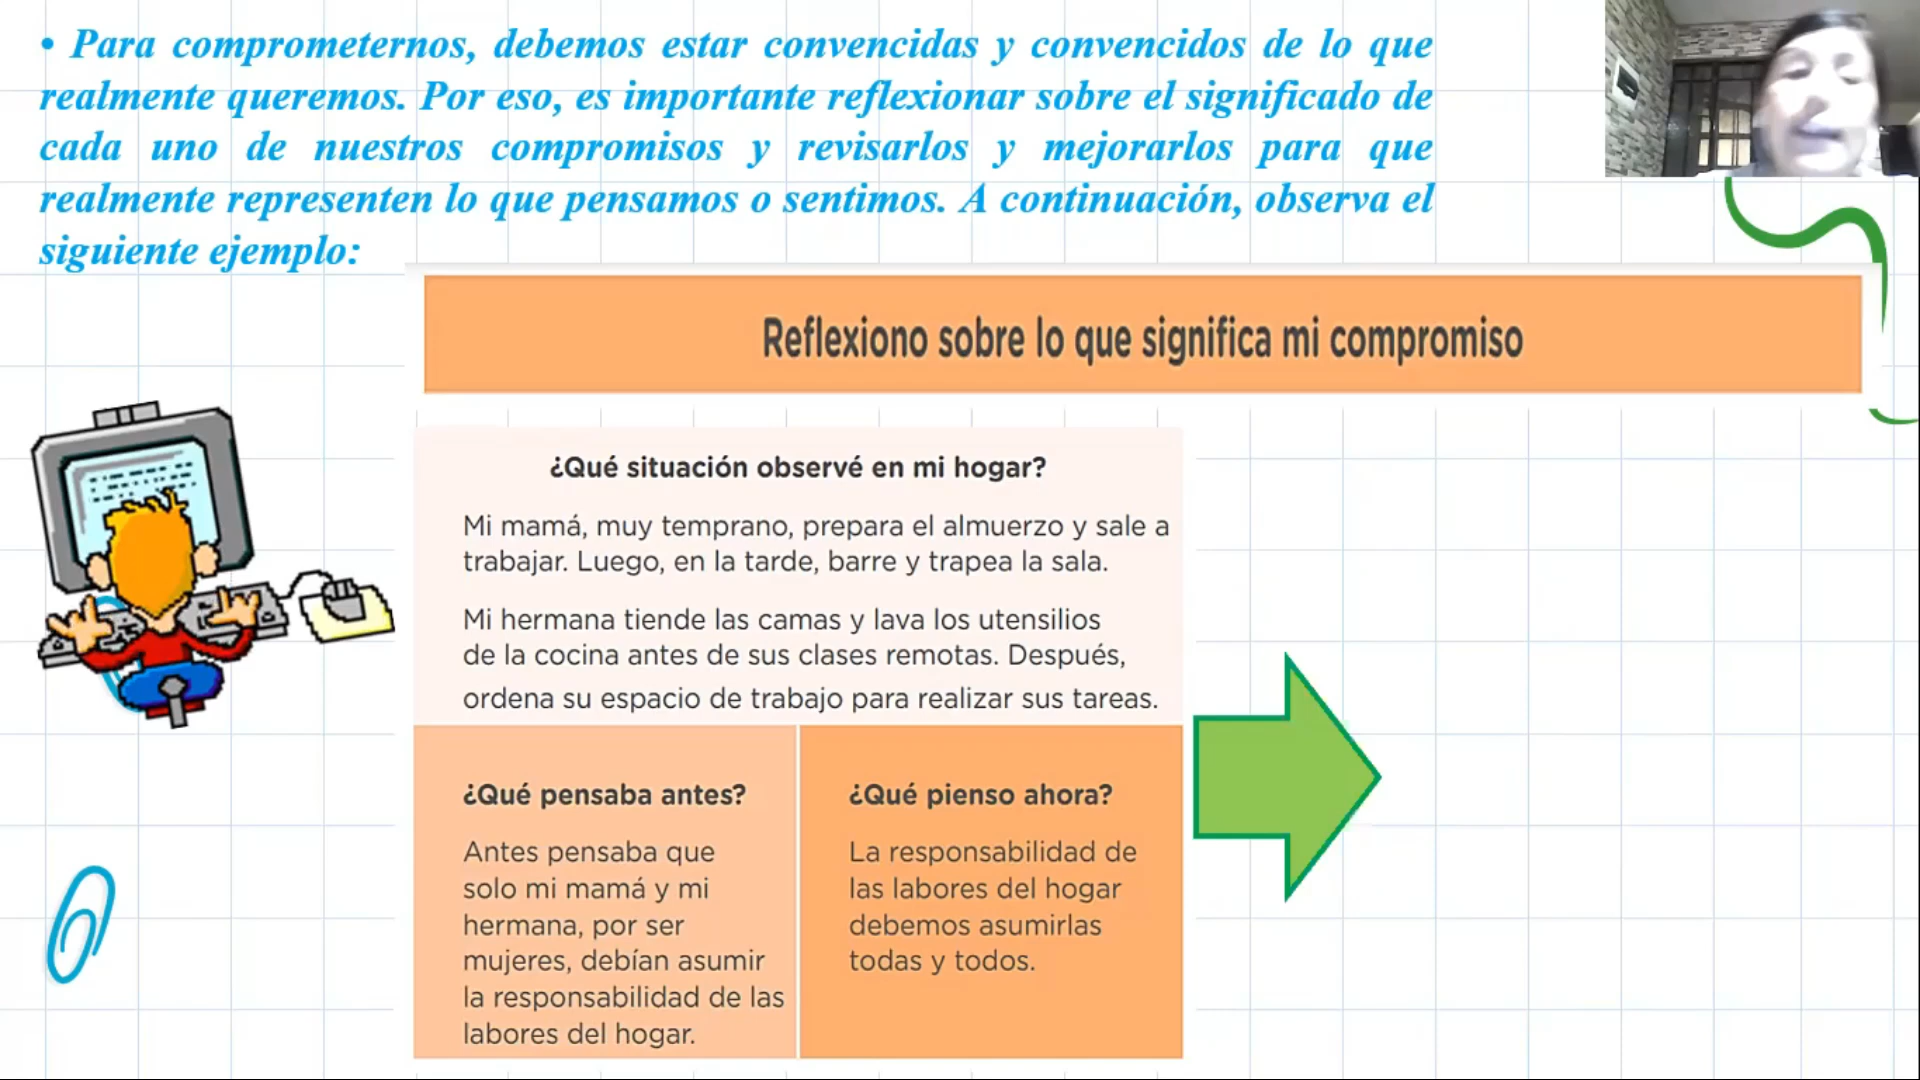 • Para comprometernos, debemos estar convencidas y convencidos de lo que
realmente queremos. Por eso, es importante reflexionar sobre el significado de
cada uno de nuestros compromisos y revisarlos y mejorarlos para que
realmente representen lo que pensamos o sentimos. A continuación, observa el
siguiente ejemplo:
Reflexiono sobre lo que significa mi compromiso
¿Qué situación observé en mi hogar?
Mi mamá, muy temprano, prepara el almuerzo y sale a
trabajar. Luego, en la tarde, barre y trapea la sala.
Mi hermana tiende las camas y lava los utensilios
de la cocina antes de sus clases remotas. Después,
ordena su espacio de trabajo para realizar sus tareas.
¿Qué pensaba antes?
Antes pensaba que
solo mi mamá y mi
hermana, por ser
mujeres, debían asumir
la responsabilidad de las
labores del hogar.
¿Qué pienso ahora?
La responsabilidad de
las labores del hogar
debemos asumirlas
todas y todos.